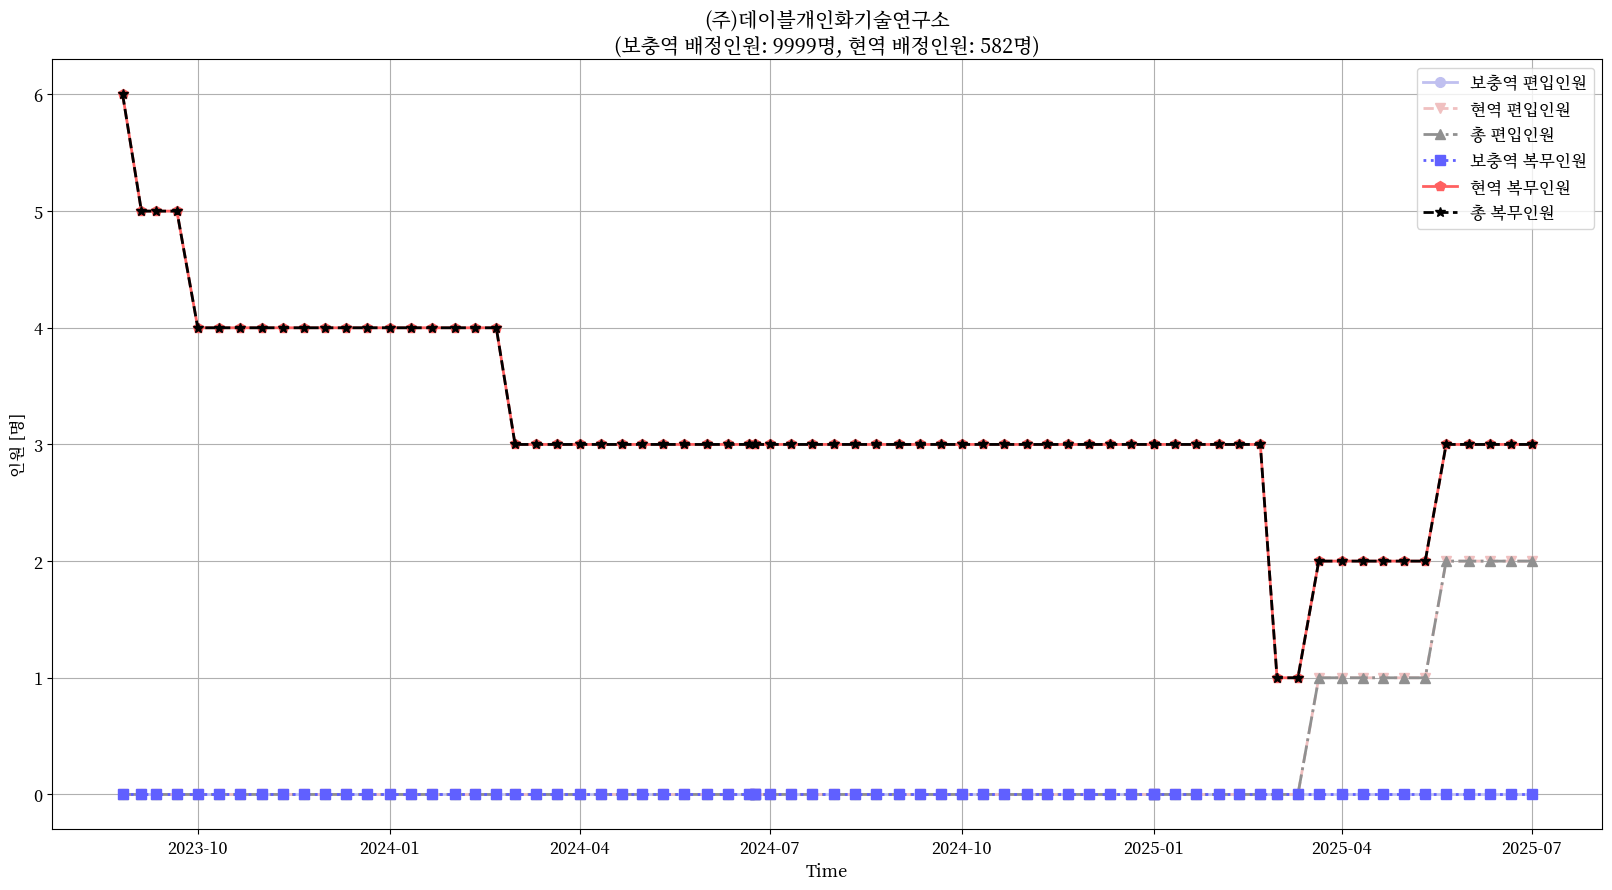 (주)데이블개인화기술연구소
(보충역 배정인원: 9999명, 현역 배정인원: 582명)
보충역 편입인원
현역 편입인원
총 편입인원
보충역 복무인원
현역 복무인원
총 복무인원
인원 [명]
6
5
4
3
2
1
0
2023-10
2024-01
2024-04
2024-07
2024-10
2025-01
2025-04
2025-07
Time